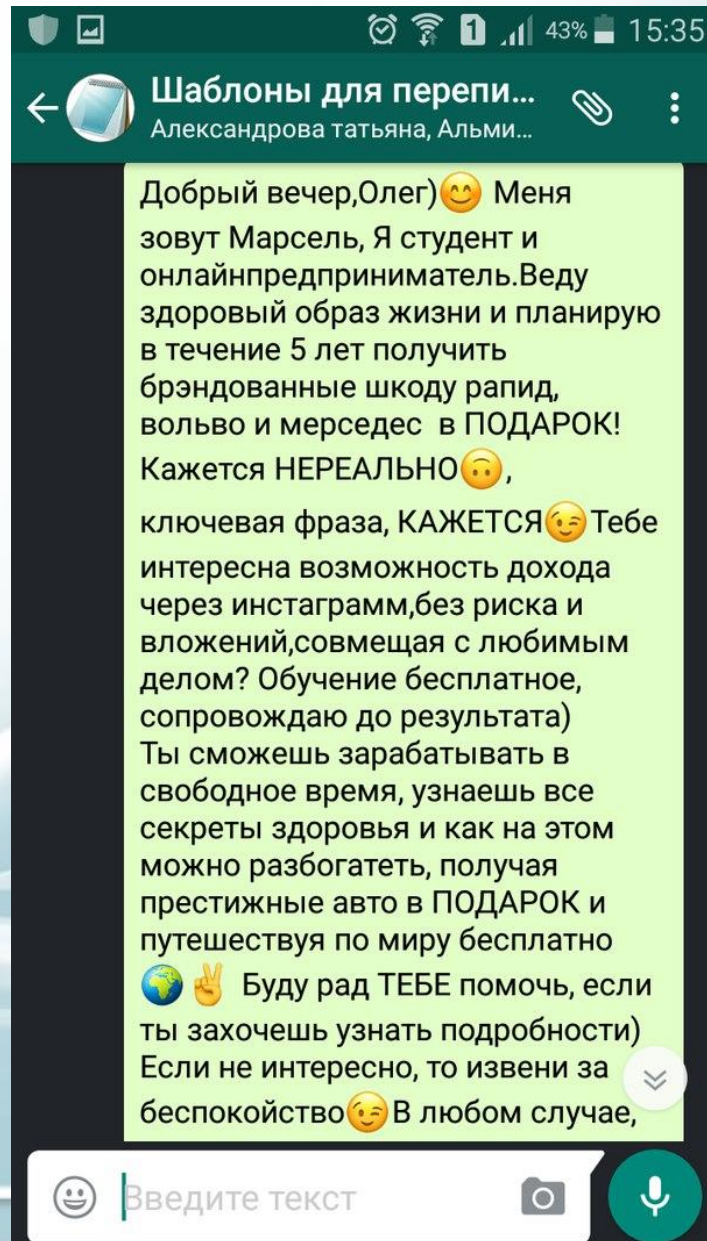 1 43% 15:35
Шаблоны для перепи...
Александрова татьяна, Альми...
Добрый вечер,Олег)😊 Меня
зовут Марсель, Я студент и
онлайнпредприниматель.Веду
здоровый образ жизни и планирую
в течение 5 лет получить
брэндованные шкоду рапид,
вольво и мерседес в ПОДАРОК!
Кажется НЕРЕАЛЬНО🙃,
ключевая фраза, КАЖЕТСЯ😉Тебе
интересна возможность дохода
через инстаграмм,без риска и
вложений,совмещая с любимым
делом? Обучение бесплатное,
сопровождаю до результата)
Ты сможешь зарабатывать в
свободное время, узнаешь все
секреты здоровья и как на этом
можно разбогатеть, получая
престижные авто в ПОДАРОК и
путешествуя по миру бесплатно
🌍✌ Буду рад ТЕБЕ помочь, если
ты захочешь узнать подробности)
Если не интересно, то извени за
беспокойство😉В любом случае,
Введите текст